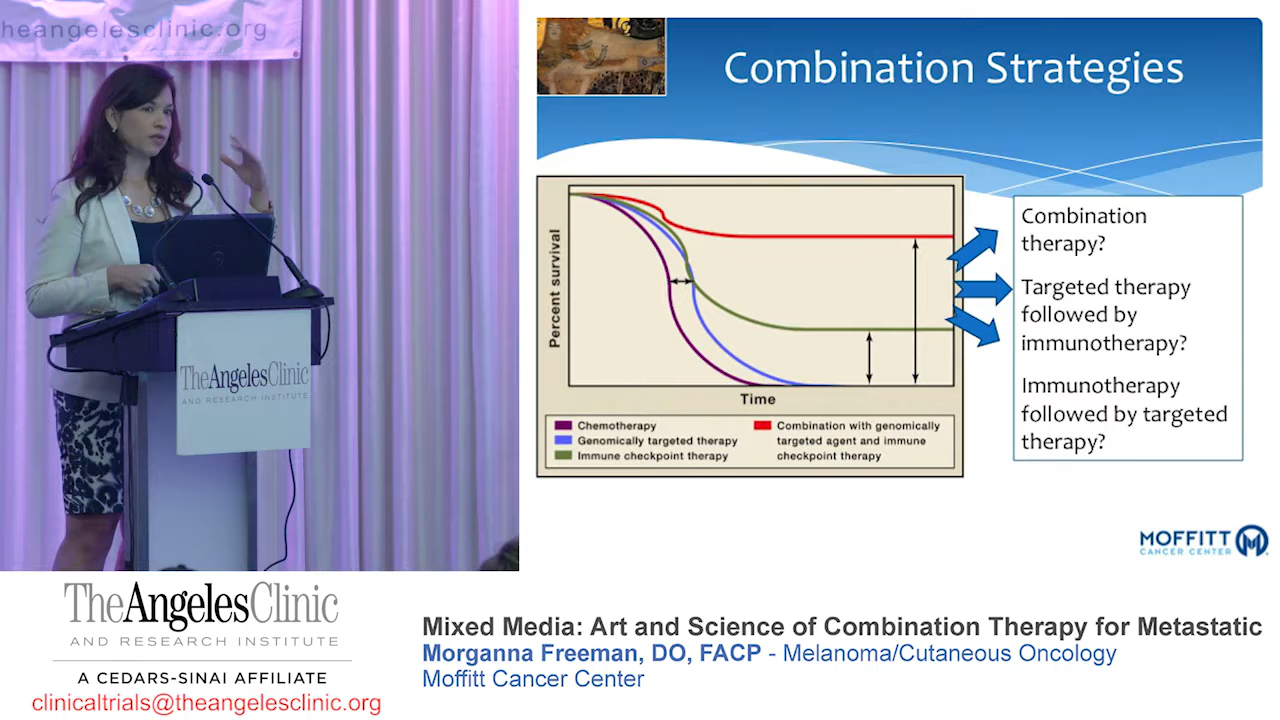 theangelesclinic.org
Combination Strategies
Percent survival
Time
Chemotherapy
Genomically targeted therapy
Immune checkpoint therapy
Combination with genomically
targeted agent and immune
checkpoint therapy
Combination
therapy?
Targeted therapy
followed by
immunotherapy?
Immunotherapy
followed by targeted
therapy?
MOFFITT
CANCER CENTER
TheAngelesClinic
AND RESEARCH INSTITUTE
TheAngelesClinic
AND RESEARCH INSTITUTE
A CEDARS-SINAI AFFILIATE
clinicaltrials@theangelesclinic.org
Mixed Media: Art and Science of Combination Therapy for Metastatic
Morganna Freeman, DO, FACP - Melanoma/Cutaneous Oncology
Moffitt Cancer Center